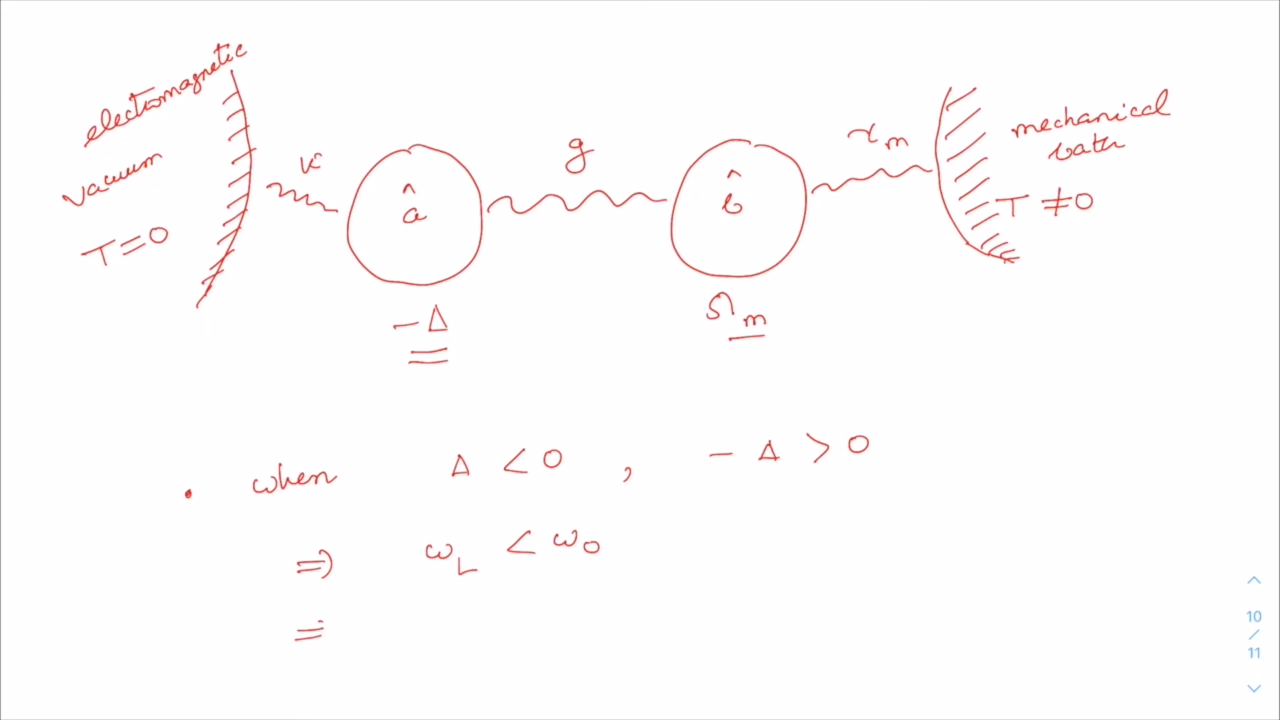 electromagnetic
vacuum
T=0
κ
â
-Δ
g
b̂
Ωm
γm
mechanical
bath
T≠0
. when Δ < 0 , -Δ > 0
⇒ ωL < ω0
=
10
/
11